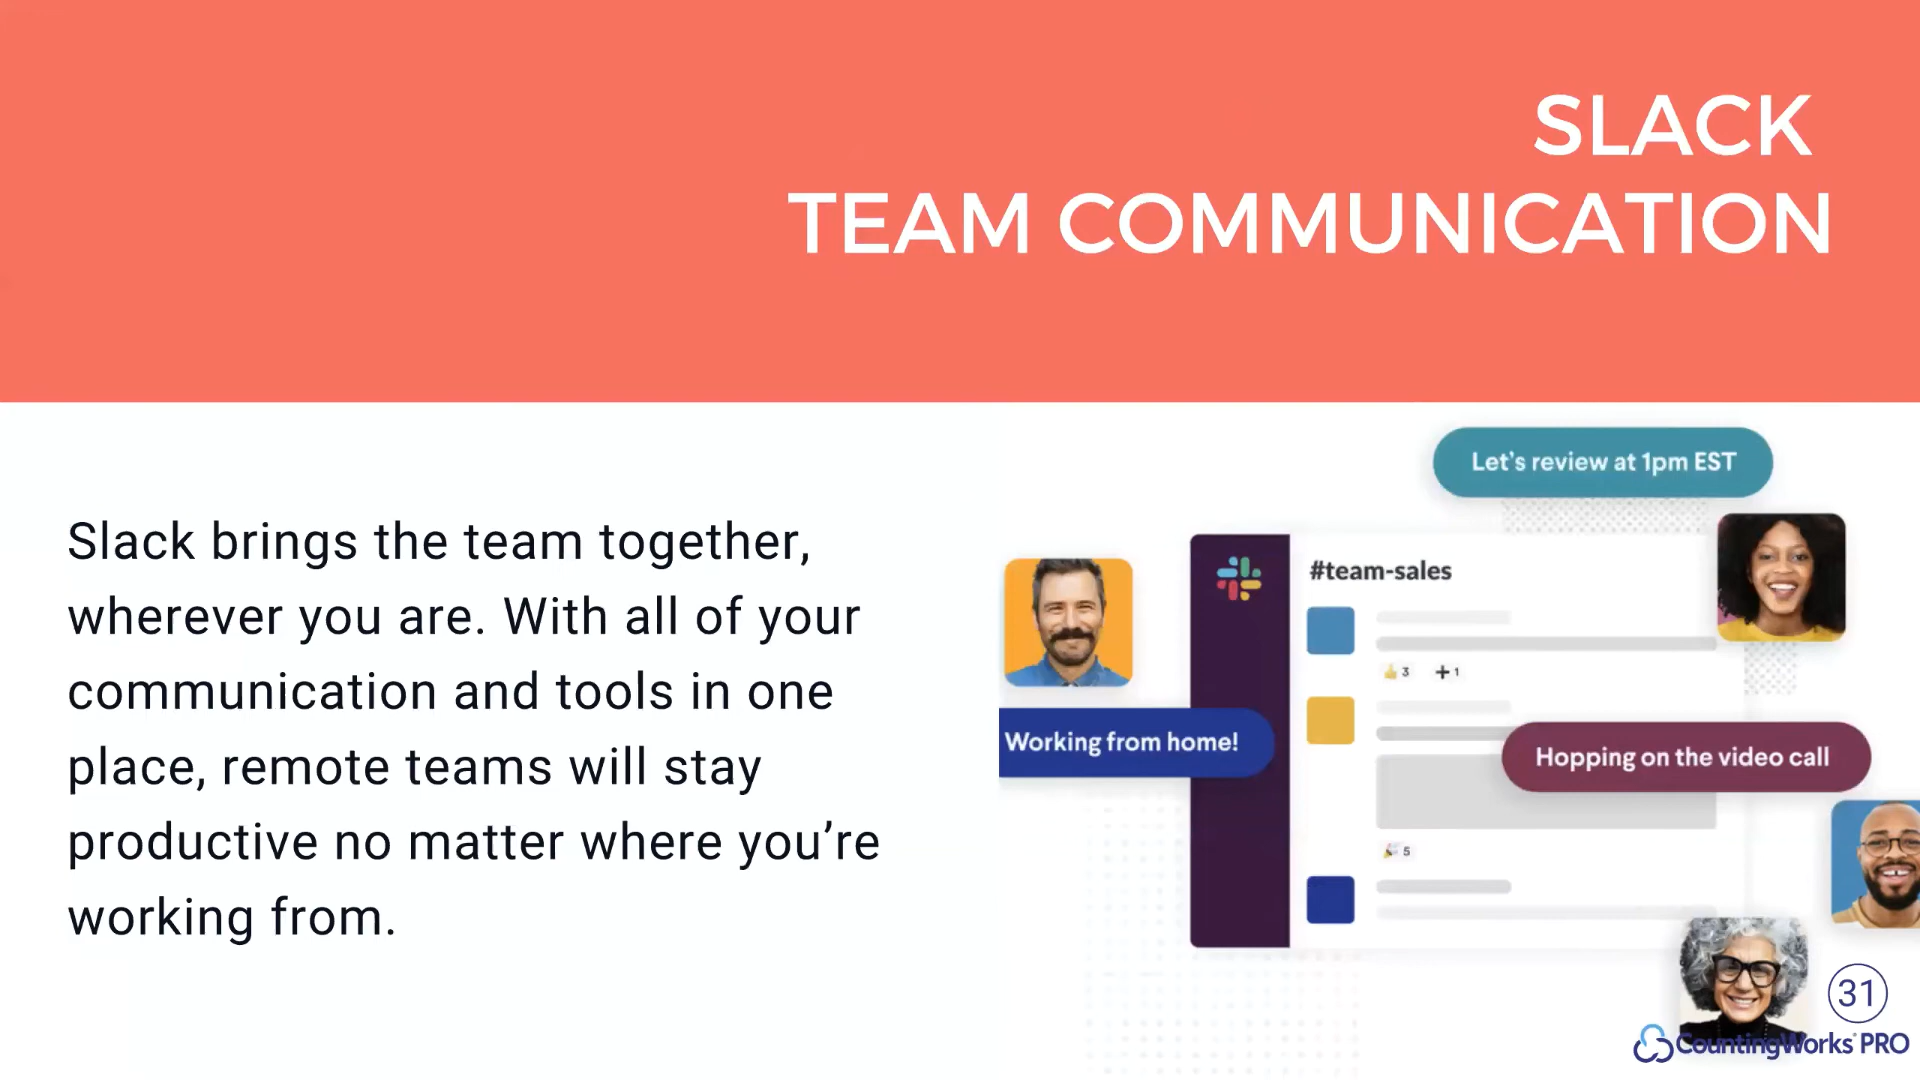 SLACK
TEAM COMMUNICATION
Slack brings the team together,
wherever you are. With all of your
communication and tools in one
place, remote teams will stay
productive no matter where you’re
working from.
Let’s review at 1pm EST
#team-sales
3
1
Working from home!
Hopping on the video call
5
31
CountingWorks PRO